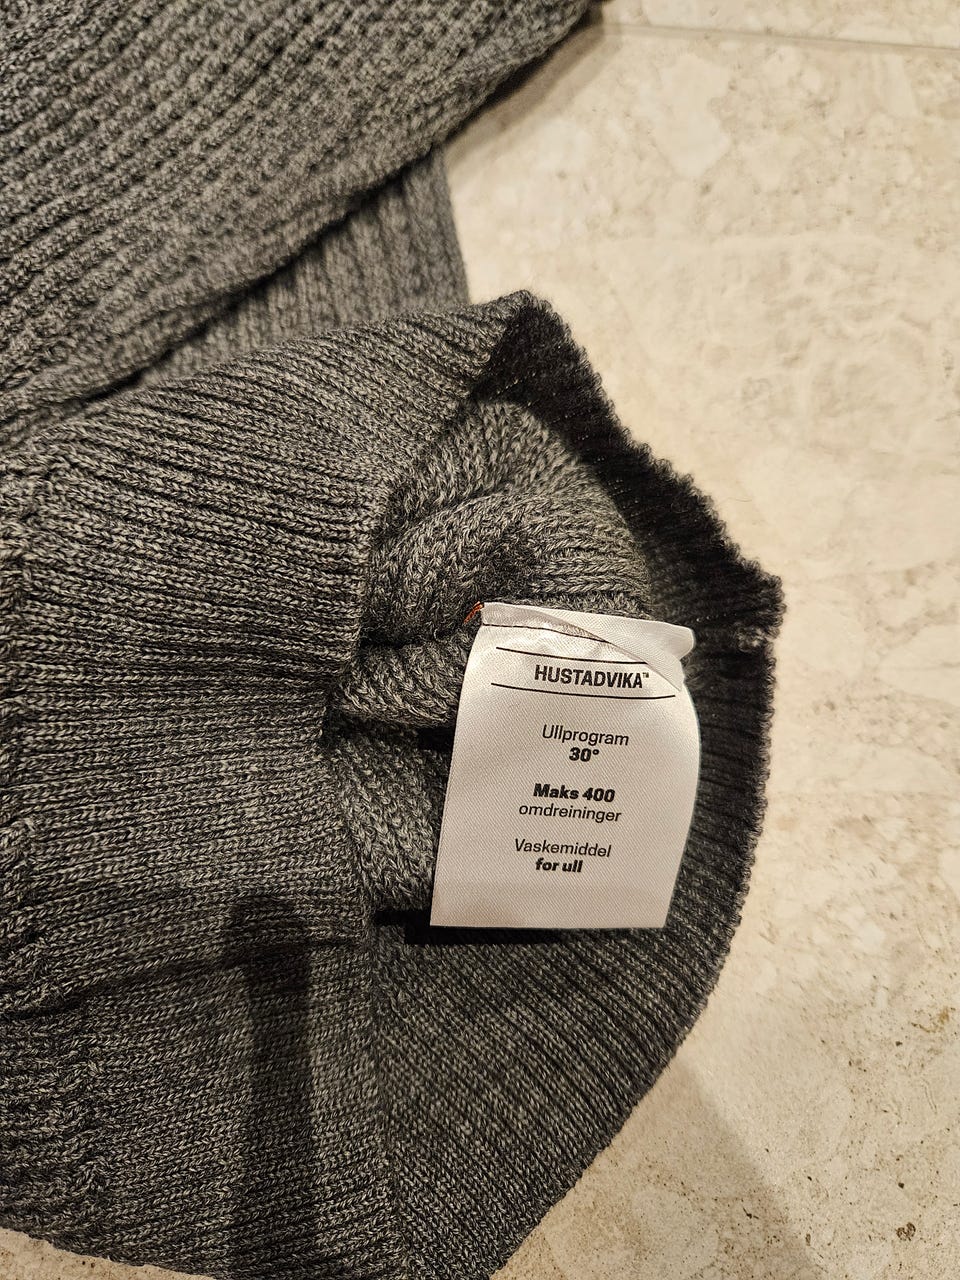 HUSTADVIKA™
Ullprogram
30°
Maks 400
omdreininger
Vaskemiddel
for ull